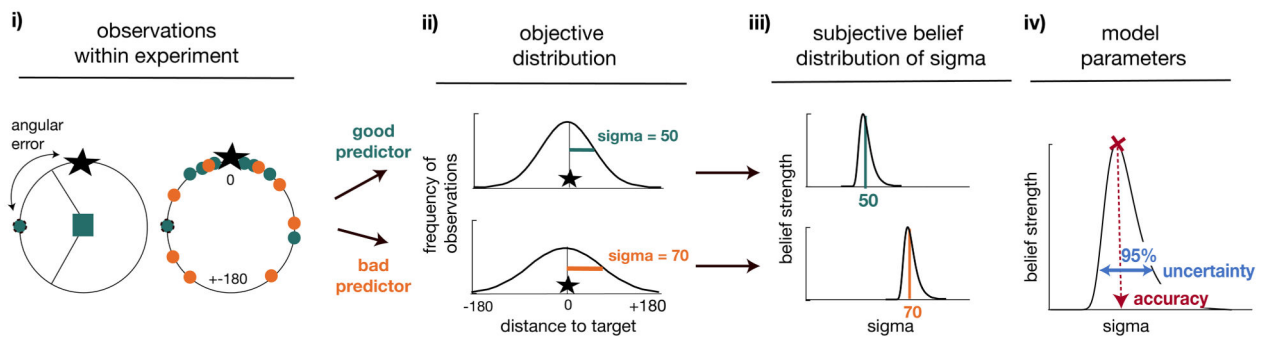 i)
observations
within experiment
angular
error
0
+-180
good
predictor
bad
predictor
ii)
objective
distribution
frequency of
observations
sigma = 50
sigma = 70
-180
0
+180
distance to target
iii)
subjective belief
distribution of sigma
belief strength
50
70
sigma
iv)
model
parameters
belief strength
95%
uncertainty
accuracy
sigma